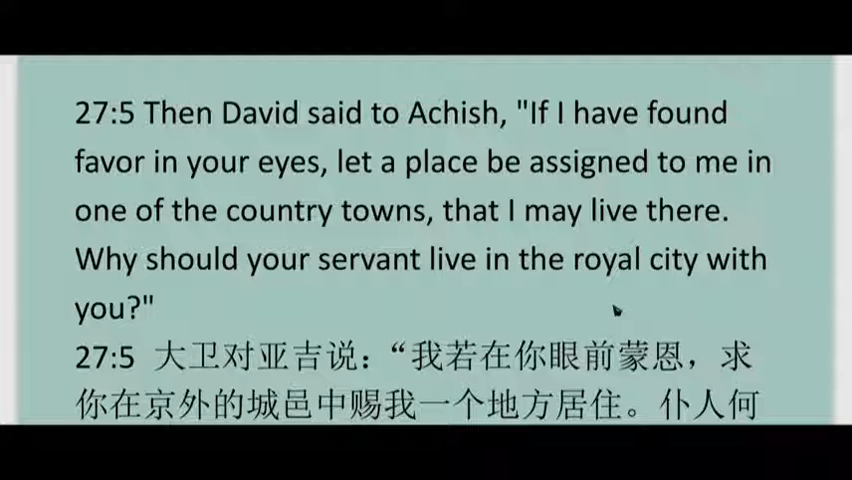 27:5 Then David said to Achish, "If I have found
favor in your eyes, let a place be assigned to me in
one of the country towns, that I may live there.
Why should your servant live in the royal city with
you?"
27:5 大卫对亚吉说：“我若在你眼前蒙恩，求
你在京外的城邑中赐我一个地方居住。仆人何